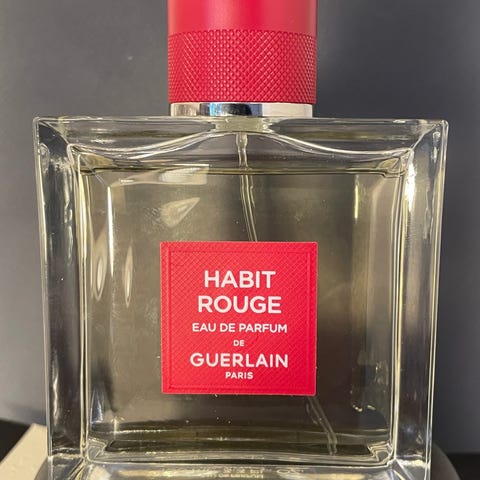 HABIT
ROUGE
EAU DE PARFUM
DE
GUERLAIN
PARIS